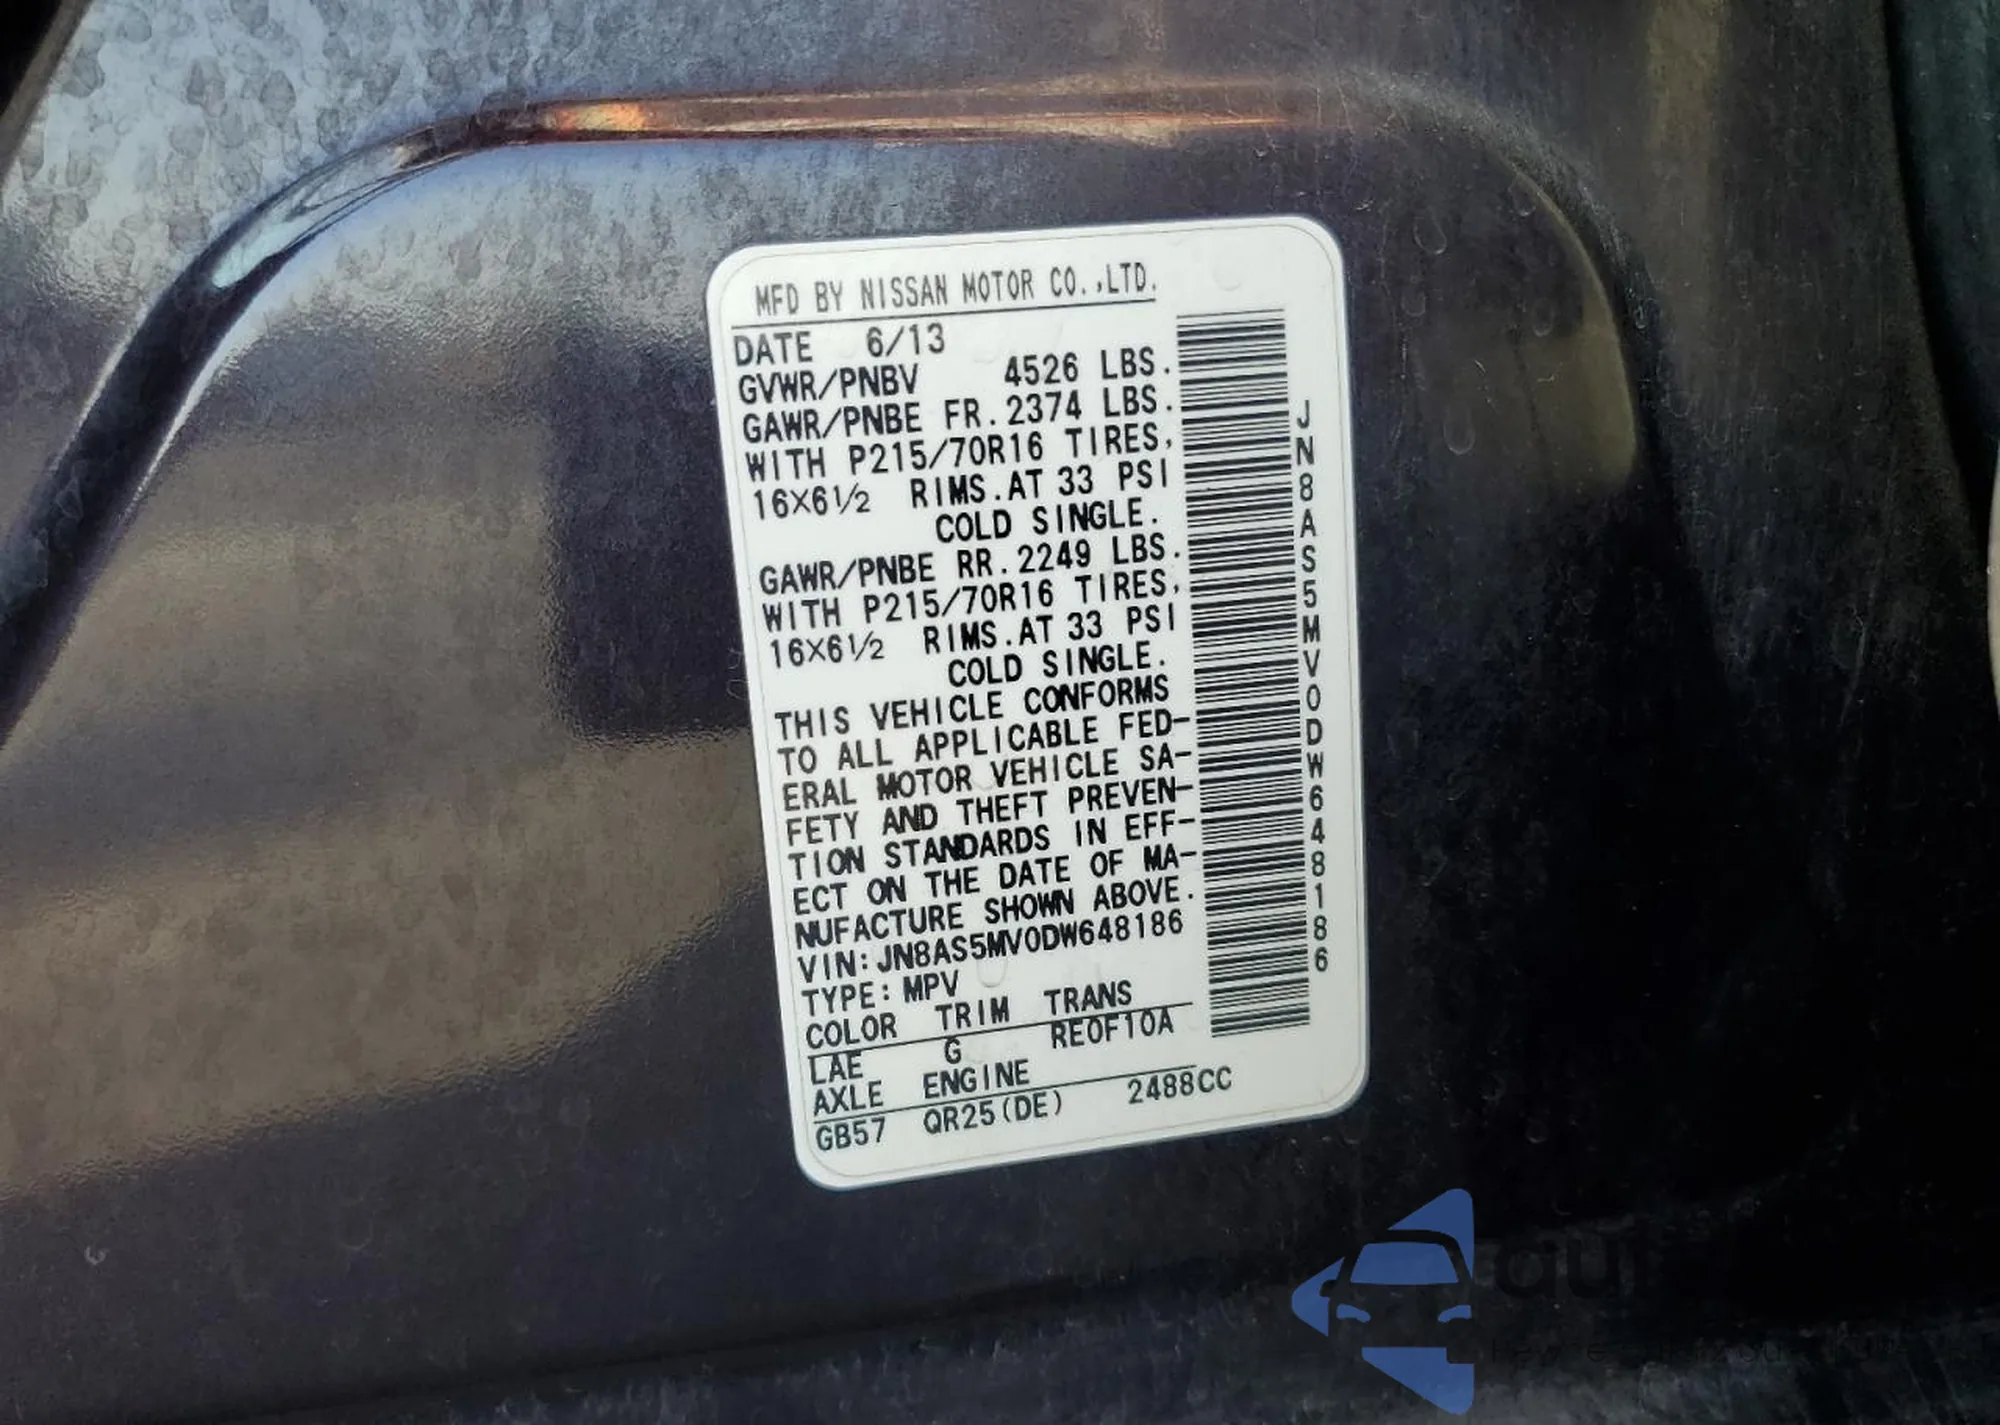 MFD BY NISSAN MOTOR CO.,LTD.
DATE 6/13
GVWR/PNBV 4526 LBS.
GAWR/PNBE FR.2374 LBS.
WITH P215/70R16 TIRES,
16X6½ RIMS.AT 33 PSI
COLD SINGLE.
GAWR/PNBE RR.2249 LBS.
WITH P215/70R16 TIRES,
16X6½ RIMS.AT 33 PSI
COLD SINGLE.
THIS VEHICLE CONFORMS
TO ALL APPLICABLE FED-
ERAL MOTOR VEHICLE SA-
FETY AND THEFT PREVEN-
TION STANDARDS IN EFF-
ECT ON THE DATE OF MA-
NUFACTURE SHOWN ABOVE.
VIN:JN8AS5MV0DW648186
TYPE:MPV
COLOR TRIM TRANS
LAE G RE0F10A
AXLE ENGINE
GB57 QR25(DE) 2488CC
JN8AS5MV0DW648186